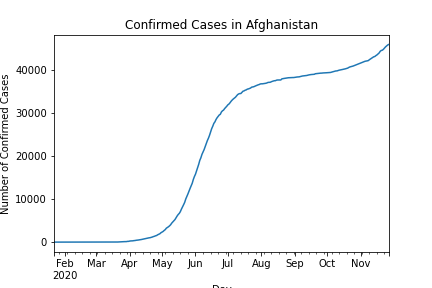 Confirmed Cases in Afghanistan
Number of Confirmed Cases
40000
30000
20000
10000
0
Feb Mar Apr May Jun Jul Aug Sep Oct Nov
2020